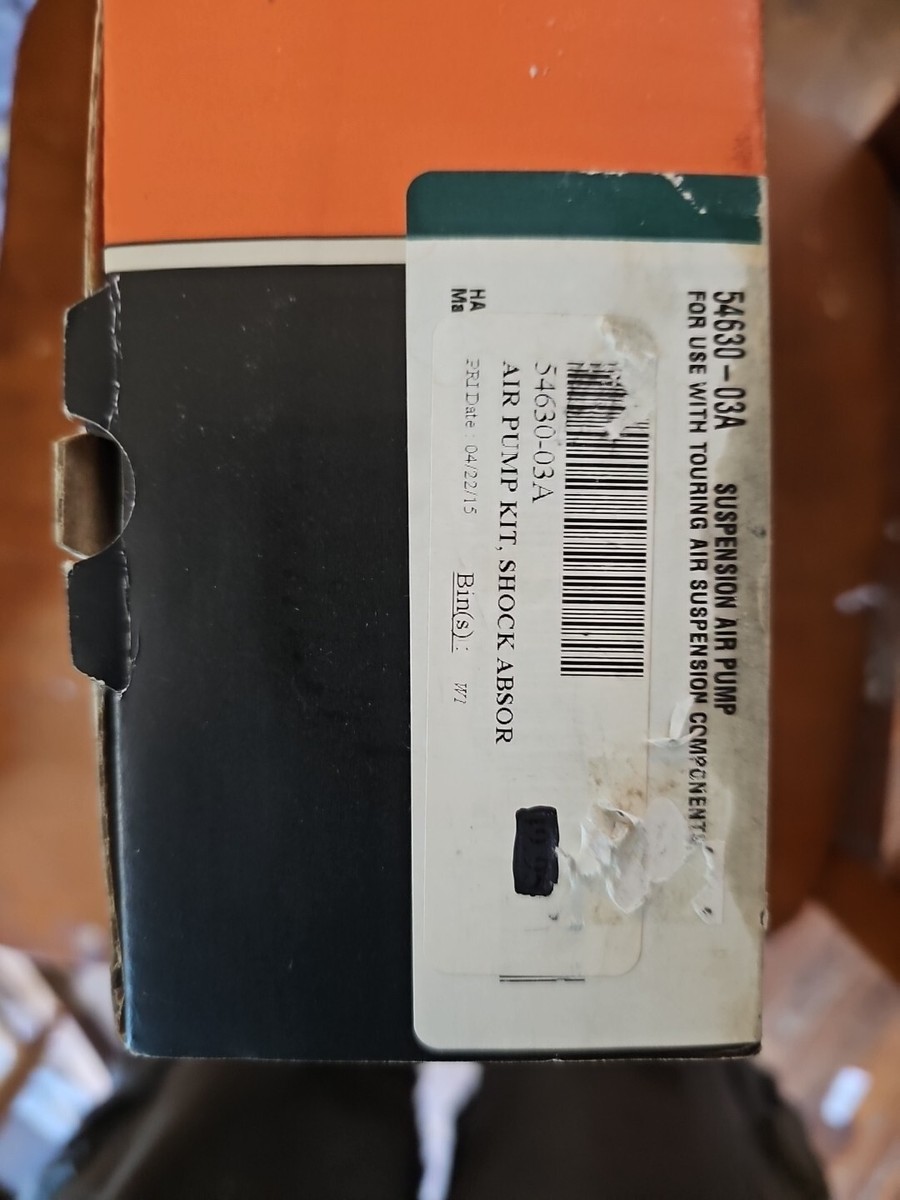 54630-03A SUSPENSION AIR PUMP
FOR USE WITH TOURING AIR SUSPENSION COMPONENTS
54630-03A
AIR PUMP KIT, SHOCK ABSOR
PRI Date : 04/22/15 Bin(s) : W1
HA
Ma